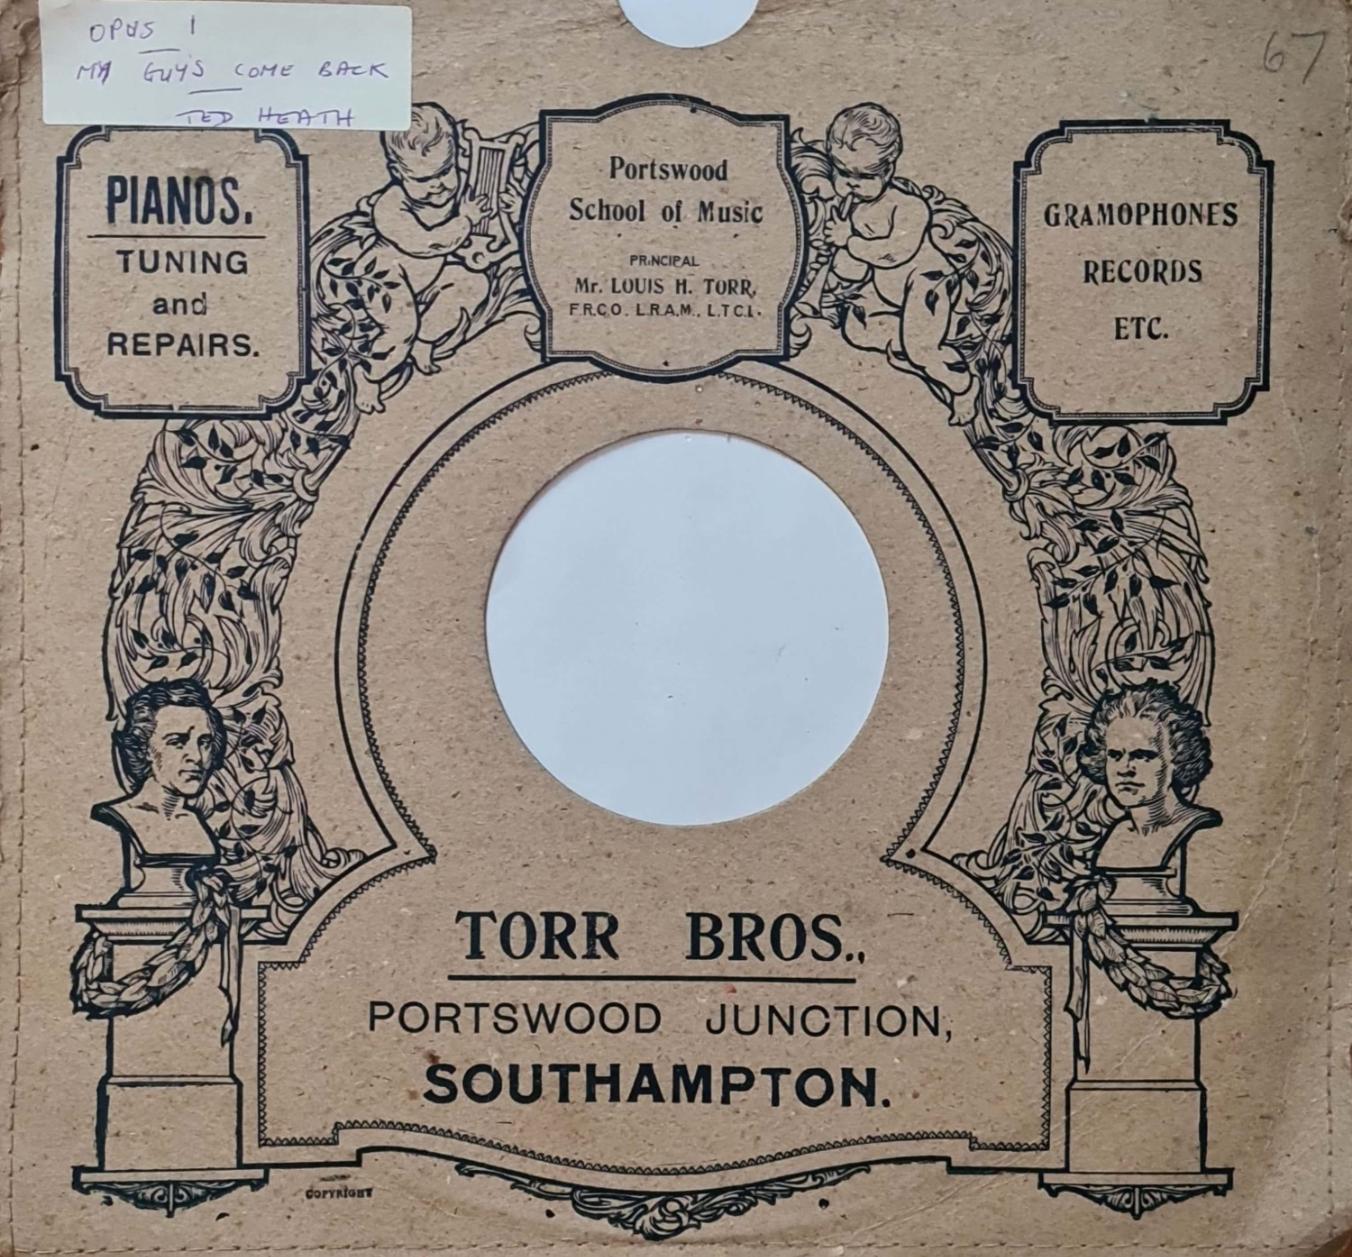 OPUS 1
MY GUY'S COME BACK
TED HEATH
67
PIANOS.
TUNING
and
REPAIRS.
Portswood
School of Music
PRINCIPAL
Mr. LOUIS H. TORR,
F.R.C.O. L.R.A.M., L.T.C.L.
GRAMOPHONES
RECORDS
ETC.
TORR BROS.,
PORTSWOOD JUNCTION,
SOUTHAMPTON.
COPYRIGHT